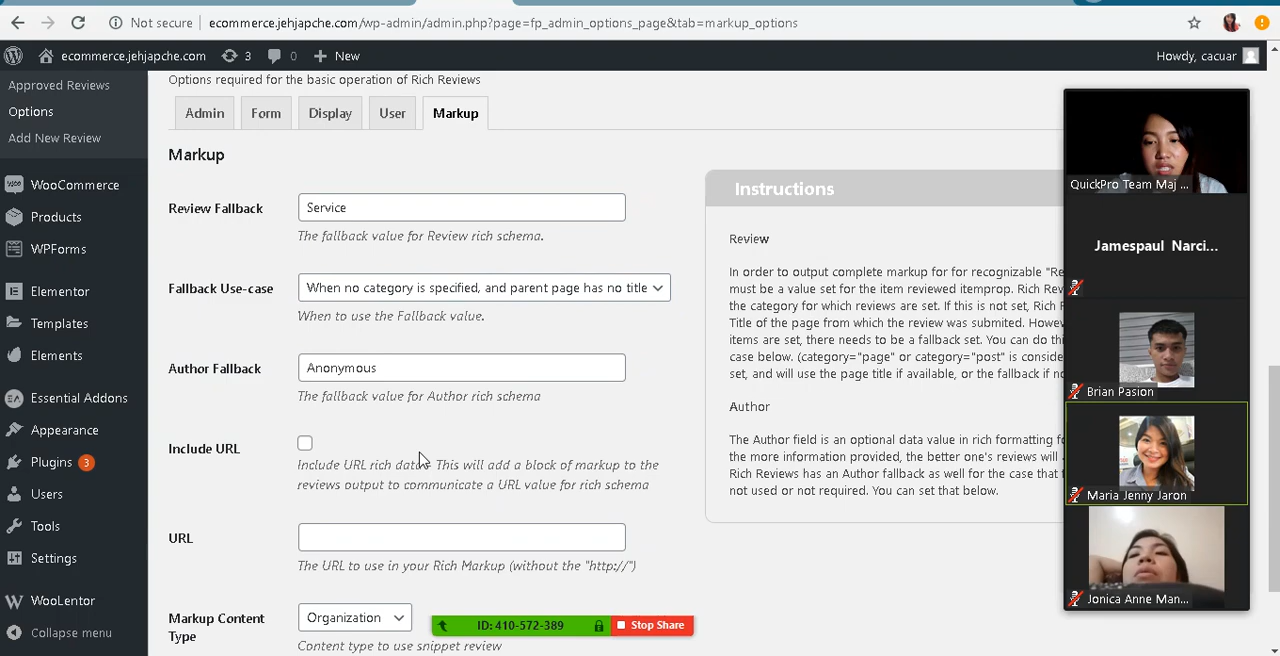 Not secure
ecommerce.jehjapche.com/wp-admin/admin.php?page=fp_admin_options_page&tab=markup_options
ecommerce.jehjapche.com
3
0
New
Howdy, cacuar
Approved Reviews
Options
Add New Review
WooCommerce
Products
WPForms
Elementor
Templates
Elements
Essential Addons
Appearance
Plugins 3
Users
Tools
Settings
WooLentor
Collapse menu
Options required for the basic operation of Rich Reviews
Admin
Form
Display
User
Markup
Markup
Review Fallback
Service
The fallback value for Review rich schema.
Fallback Use-case
When no category is specified, and parent page has no title
When to use the Fallback value.
Author Fallback
Anonymous
The fallback value for Author rich schema
Include URL
Include URL rich data. This will add a block of markup to the
reviews output to communicate a URL value for rich schema
URL
The URL to use in your Rich Markup (without the "http://")
Markup Content
Type
Organization
Content type to use snippet review
ID: 410-572-389
Stop Share
Instructions
Review
In order to output complete markup for for recognizable "Re
must be a value set for the item reviewed itemprop. Rich Rev
the category for which reviews are set. If this is not set, Rich R
Title of the page from which the review was submited. Howev
items are set, there needs to be a fallback set. You can do thi
case below. (category="page" or category="post" is conside
set, and will use the page title if available, or the fallback if no
Author
The Author field is an optional data value in rich formatting fo
the more information provided, the better one's reviews will
Rich Reviews has an Author fallback as well for the case that
not used or not required. You can set that below.
QuickPro Team Maj ...
Jamespaul Narci...
Brian Pasion
Maria Jenny Jaron
Jonica Anne Man...